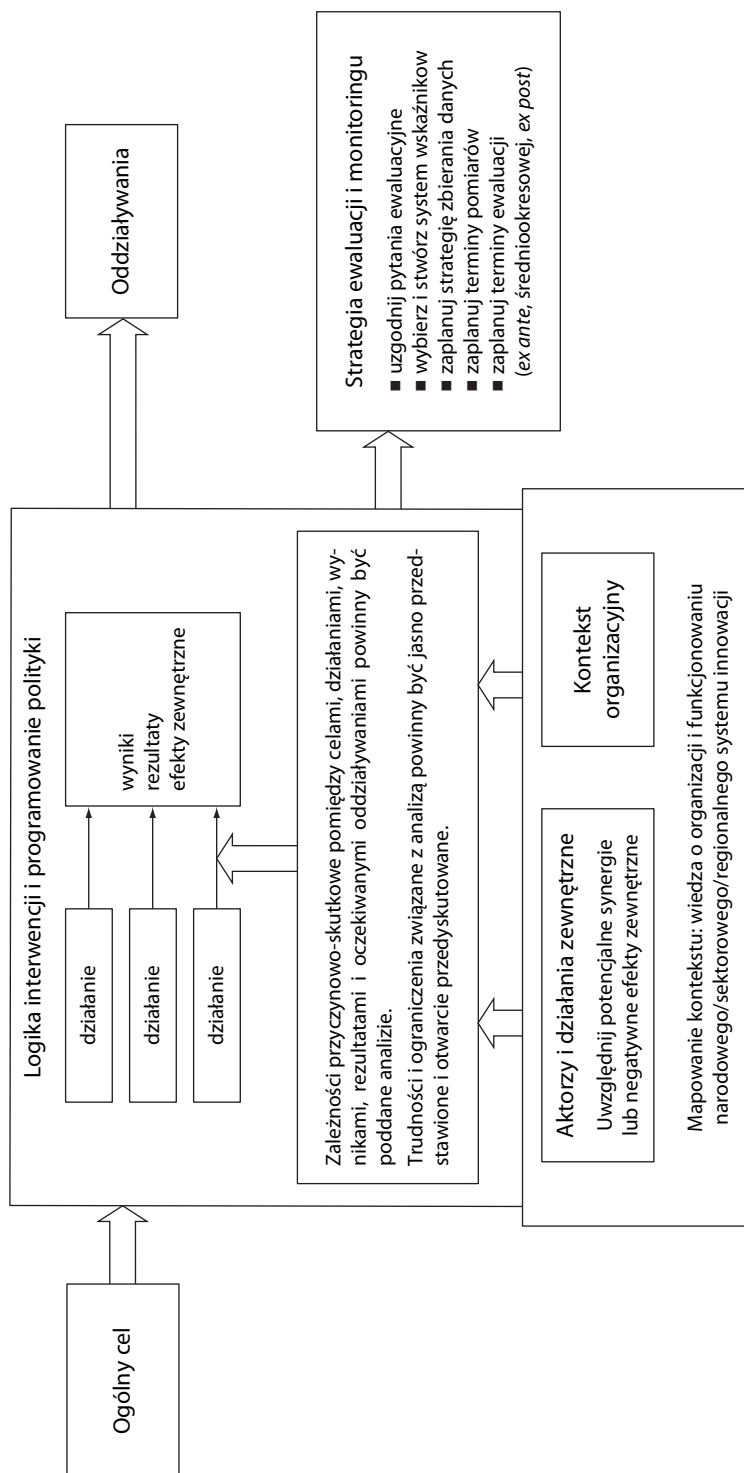 Ogólny cel
Logika interwencji i programowanie polityki
działanie
działanie
działanie
wyniki
rezultaty
efekty zewnętrzne
Zależności przyczynowo-skutkowe pomiędzy celami, działaniami, wy-
nikami, rezultatami i oczekiwanymi oddziaływaniami powinny być
poddane analizie.
Trudności i ograniczenia związane z analizą powinny być jasno przed-
stawione i otwarcie przedyskutowane.
Aktorzy i działania zewnętrzne
Uwzględnij potencjalne synergie
lub negatywne efekty zewnętrzne
Kontekst
organizacyjny
Mapowanie kontekstu: wiedza o organizacji i funkcjonowaniu
narodowego/sektorowego/regionalnego systemu innowacji
Oddziaływania
Strategia ewaluacji i monitoringu
■ uzgodnij pytania ewaluacyjne
■ wybierz i stwórz system wskaźnikow
■ zaplanuj strategię zbierania danych
■ zaplanuj terminy pomiarów
■ zaplanuj terminy ewaluacji
(ex ante, średniookresowej, ex post)